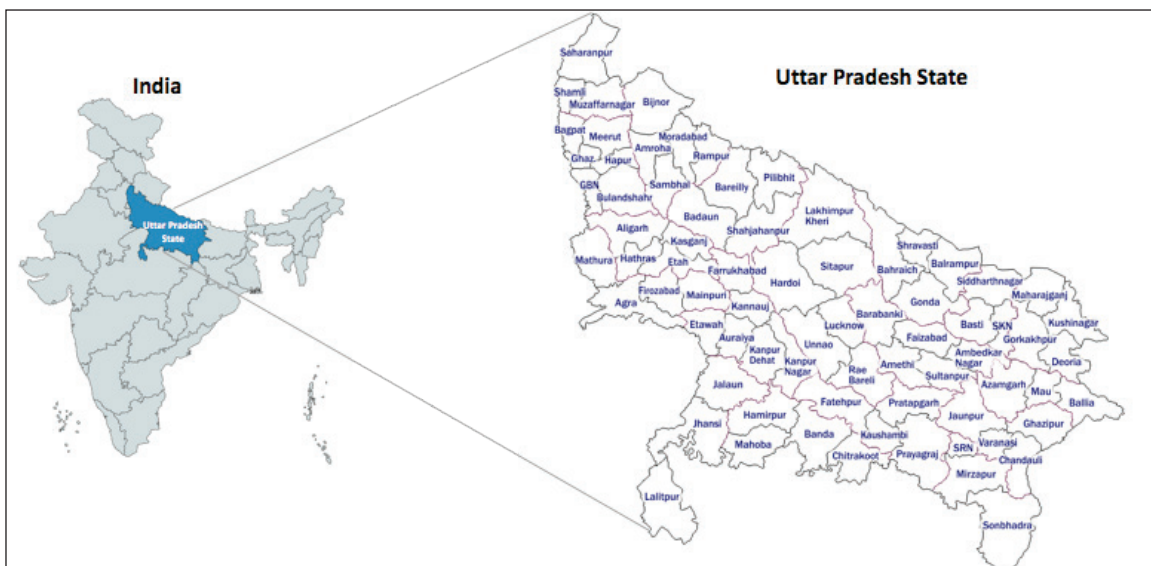 India
Uttar Pradesh
State
Uttar Pradesh State
Saharanpur
Shamli
Muzaffarnagar
Bijnor
Bagpat
Meerut
Moradabad
Amroha
Rampur
Ghaz
Hapur
Bareilly
Pilibhit
GBN
Sambhal
Bulandshahr
Badaun
Lakhimpur
Kheri
Aligarh
Shahjahanpur
Kasganj
Shravasti
Mathura
Hathras
Etah
Farrukhabad
Sitapur
Bahraich
Balrampur
Hardoi
Siddharthnagar
Firozabad
Mainpuri
Maharajganj
Agra
Kannauj
Gonda
Barabanki
Etawah
Lucknow
Basti
SKN
Kushinagar
Auraiya
Unnao
Faizabad
Gorkakhpur
Kanpur
Dehat
Kanpur
Nagar
Rae
Bareli
Amethi
Ambedkar
Nagar
Deoria
Sultanpur
Jalaun
Azamgarh
Mau
Fatehpur
Pratapgarh
Ballia
Jhansi
Hamirpur
Jaunpur
Ghazipur
Mahoba
Banda
Kaushambi
Varanasi
Chitrakoot
Prayagraj
SRN
Chandauli
Mirzapur
Lalitpur
Sonbhadra